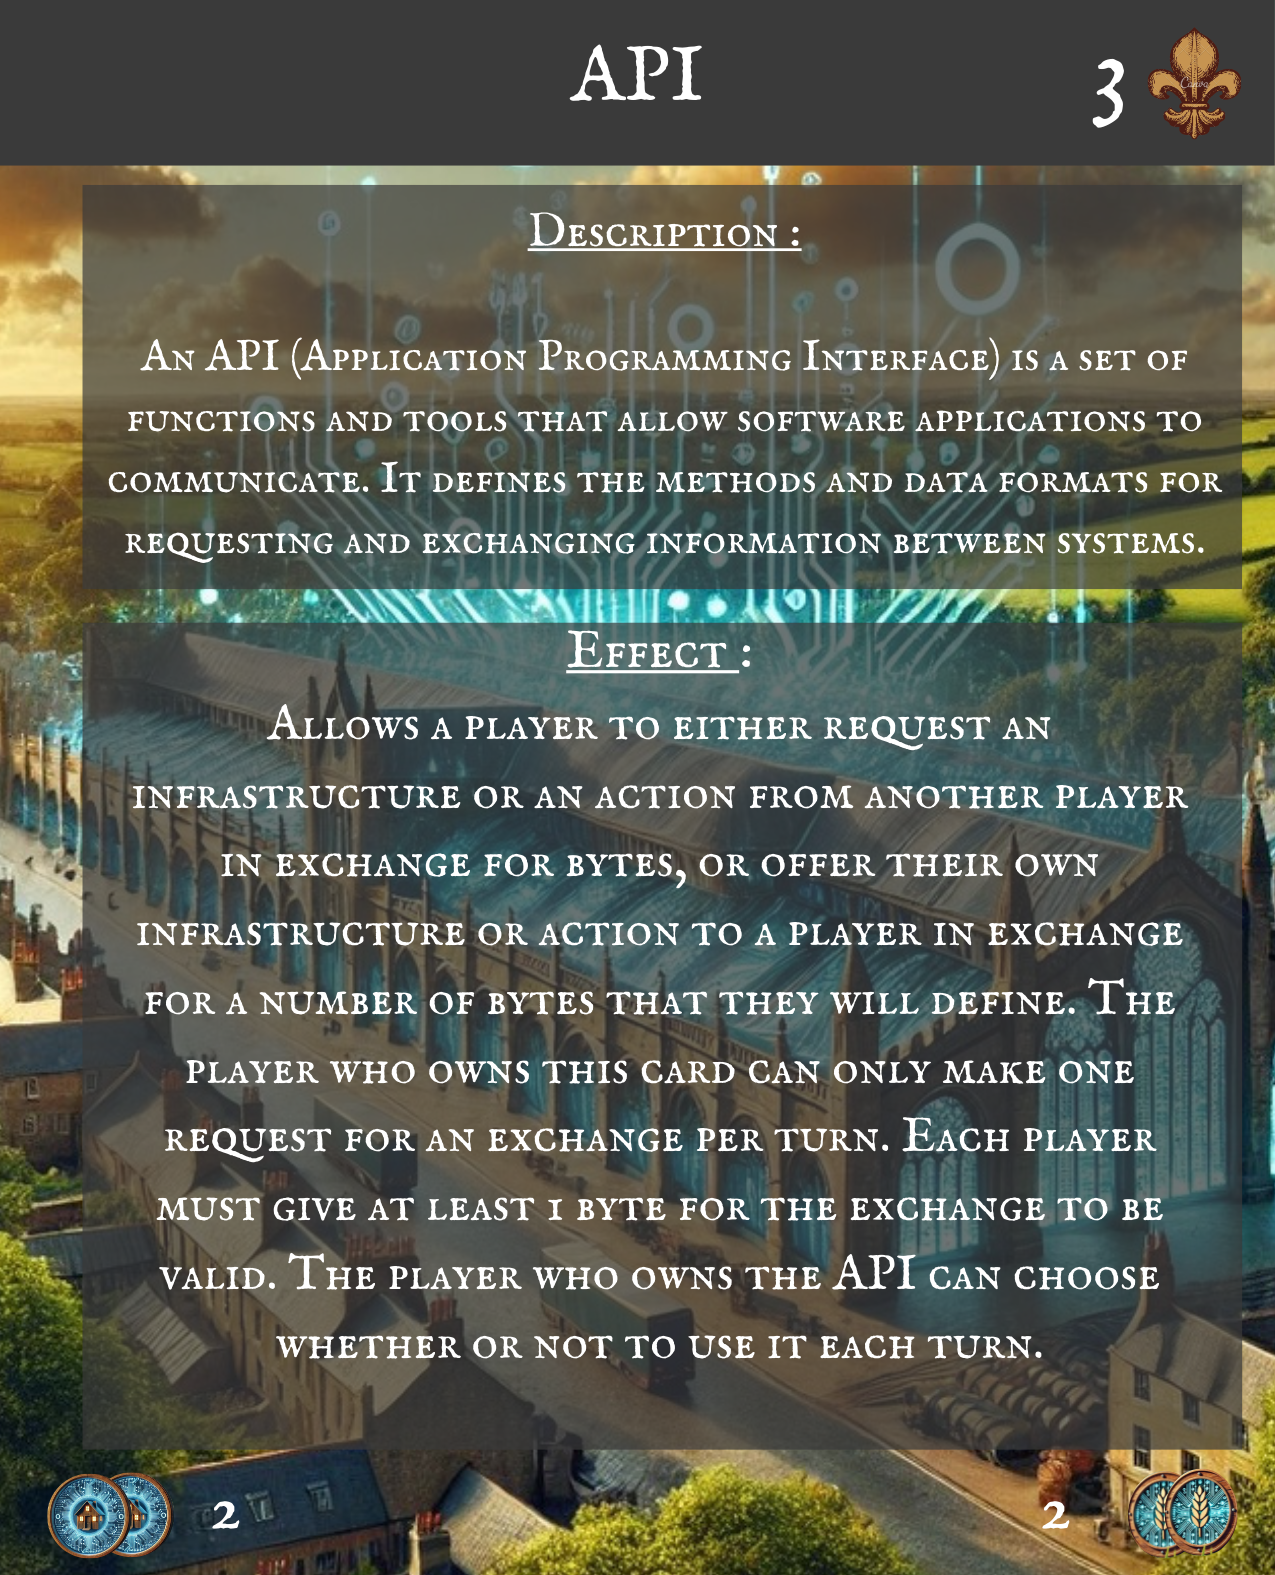 API
3
Canva
Description :
An API (Application Programming Interface) is a set of
functions and tools that allow software applications to
communicate. It defines the methods and data formats for
requesting and exchanging information between systems.
Effect :
Allows a player to either request an
infrastructure or an action from another player
in exchange for bytes, or offer their own
infrastructure or action to a player in exchange
for a number of bytes that they will define. The
player who owns this card can only make one
request for an exchange per turn. Each player
must give at least 1 byte for the exchange to be
valid. The player who owns the API can choose
whether or not to use it each turn.
2
2